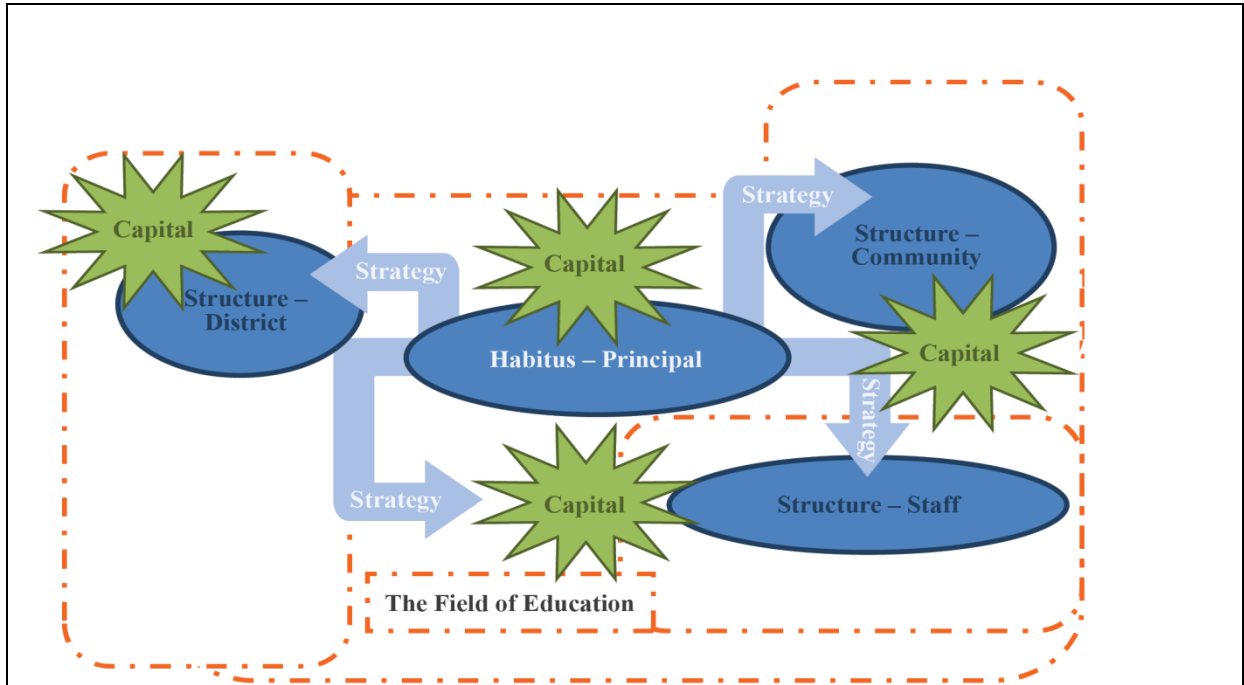 Strategy
Capital
Structure –
Community
Capital
Strategy
Capital
Structure –
District
Habitus – Principal
Capital
Strategy
Strategy
Capital
Structure – Staff
The Field of Education